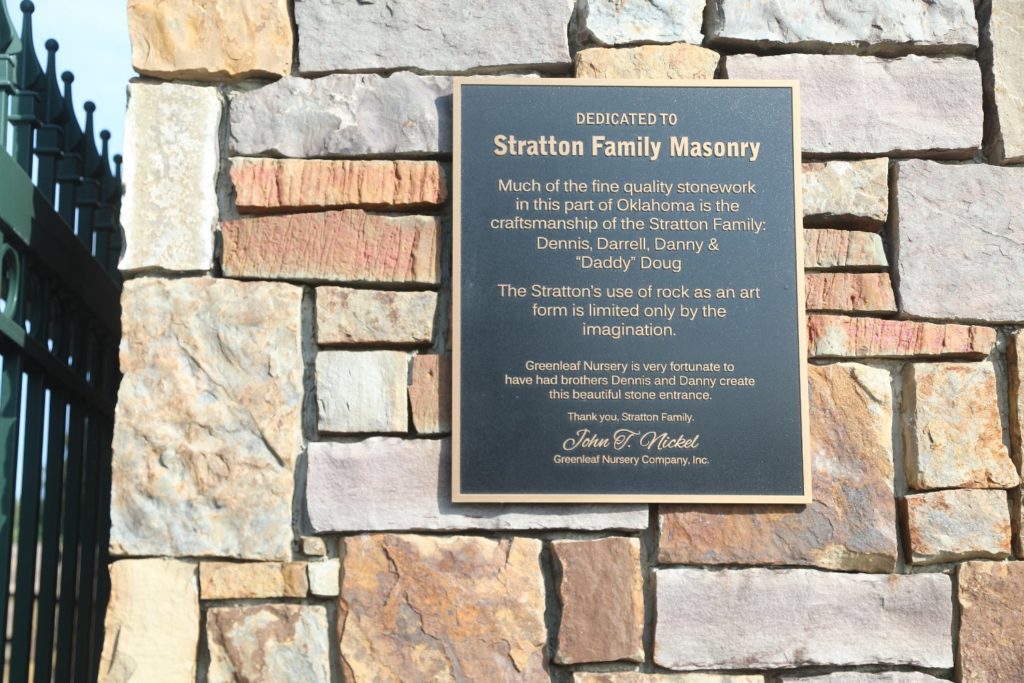 DEDICATED TO
Stratton Family Masonry
Much of the fine quality stonework
in this part of Oklahoma is the
craftsmanship of the Stratton Family:
Dennis, Darrell, Danny &
"Daddy" Doug
The Stratton's use of rock as an art
form is limited only by the
imagination.
Greenleaf Nursery is very fortunate to
have had brothers Dennis and Danny create
this beautiful stone entrance.
Thank you, Stratton Family.
John T. Nickel
Greenleaf Nursery Company, Inc.